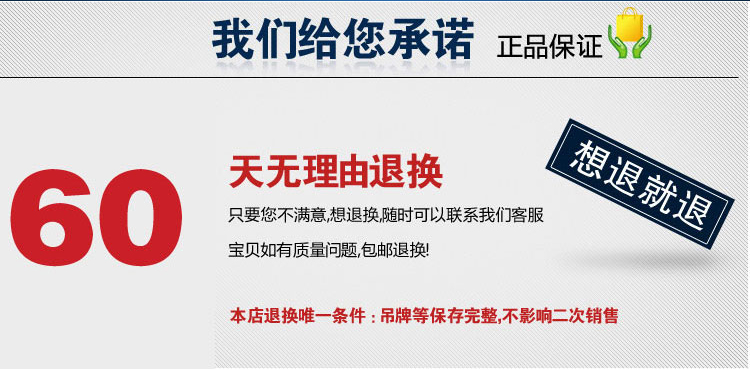 我们给您承诺 正品保证
60
天无理由退换
只要您不满意,想退换,随时可以联系我们客服
宝贝如有质量问题,包邮退换!
想退就退
本店退换唯一条件：吊牌等保存完整,不影响二次销售